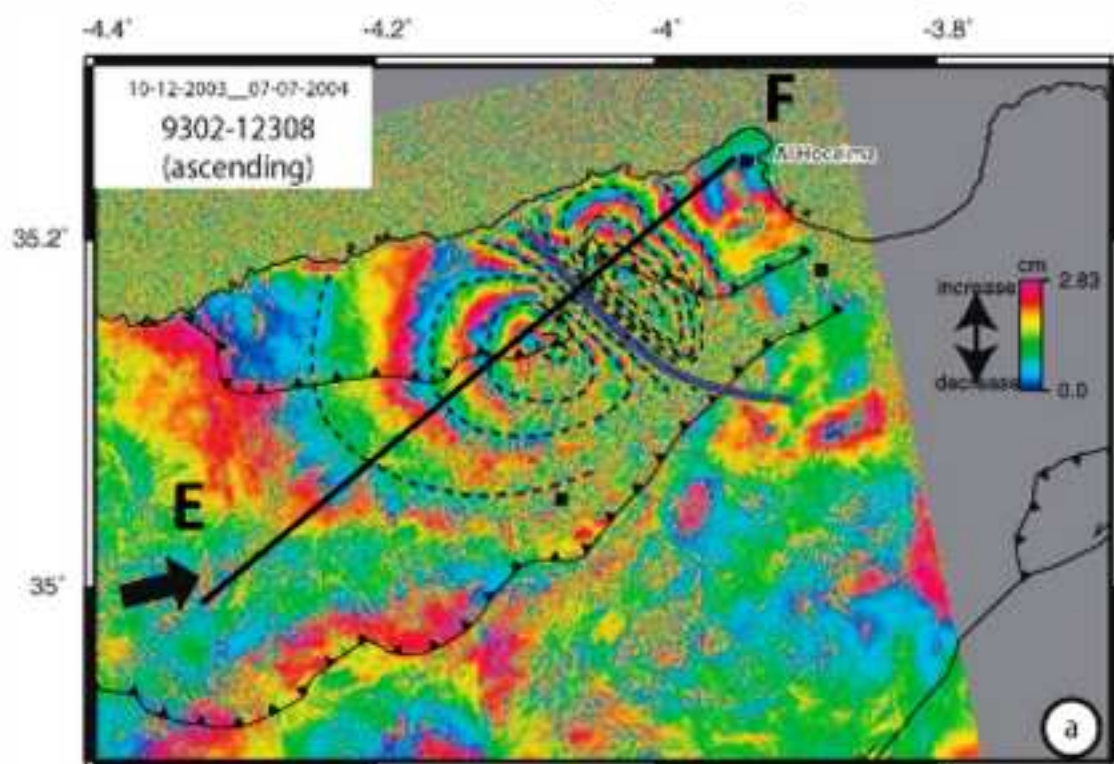 -4.4˚ -4.2˚ -4˚ -3.8˚
10-12-2003__07-07-2004
9302-12308
(ascending)
F
Al Hoceima
35.2˚
cm
increase 2.83
decrease 0.0
E
35˚
a